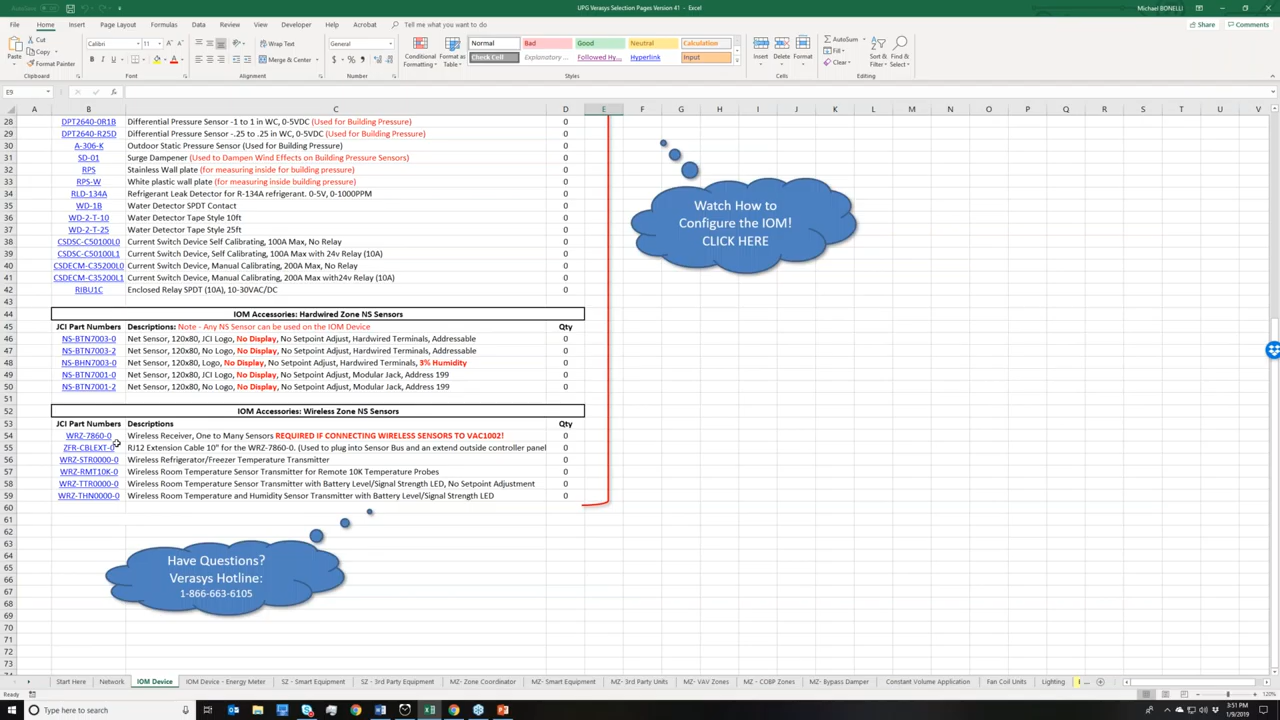 AutoSave Off
UPG Verasys Selection Pages Version 41 - Excel
Michael BONELLI
File Home Insert Page Layout Formulas Data Review View Developer Help Acrobat Tell me what you want to do
Share Comments
Cut
Copy
Format Painter
Paste
Calibri 11
Wrap Text
Merge & Center
General
Conditional Formatting
Format as Table
Normal Bad Good Neutral Calculation
Check Cell Explanatory ... Followed Hy... Hyperlink Input
Insert Delete Format
AutoSum
Fill
Clear
Sort & Filter
Find & Select
Clipboard Font Alignment Number Styles Cells Editing
E9
A B C D E F G H I J K L M N O P Q R S T U V
28 DPT2640-0R1B Differential Pressure Sensor -1 to 1 in WC, 0-5VDC (Used for Building Pressure) 0
29 DPT2640-R25D Differential Pressure Sensor -.25 to .25 in WC, 0-5VDC (Used for Building Pressure) 0
30 A-306-K Outdoor Static Pressure Sensor (Used for Building Pressure) 0
31 SD-01 Surge Dampener (Used to Dampen Wind Effects on Building Pressure Sensors) 0
32 RPS Stainless Wall plate (for measuring inside for building pressure) 0
33 RPS-W White plastic wall plate (for measuring inside building pressure) 0
34 RLD-134A Refrigerant Leak Detector for R-134A refrigerant. 0-5V, 0-1000PPM 0
35 WD-1B Water Detector SPDT Contact 0
36 WD-2-T-10 Water Detector Tape Style 10ft 0
37 WD-2-T-25 Water Detector Tape Style 25ft 0
38 CSDSC-C50100L0 Current Switch Device Self Calibrating, 100A Max, No Relay 0
39 CSDSC-C50100L1 Current Switch Device, Self Calibrating, 100A Max with 24v Relay (10A) 0
40 CSDECM-C35200L0 Current Switch Device, Manual Calibrating, 200A Max, No Relay 0
41 CSDECM-C35200L1 Current Switch Device, Manual Calibrating, 200A Max with24v Relay (10A) 0
42 RIBU1C Enclosed Relay SPDT (10A), 10-30VAC/DC 0
43
44 IOM Accessories: Hardwired Zone NS Sensors
45 JCI Part Numbers Descriptions: Note - Any NS Sensor can be used on the IOM Device Qty
46 NS-BTN7003-0 Net Sensor, 120x80, JCI Logo, No Display, No Setpoint Adjust, Hardwired Terminals, Addressable 0
47 NS-BTN7003-2 Net Sensor, 120x80, No Logo, No Display, No Setpoint Adjust, Hardwired Terminals, Addressable 0
48 NS-BHN7003-0 Net Sensor, 120x80, Logo, No Display, No Setpoint Adjust, Hardwired Terminals, 3% Humidity 0
49 NS-BTN7001-0 Net Sensor, 120x80, JCI Logo, No Display, No Setpoint Adjust, Modular Jack, Address 199 0
50 NS-BTN7001-2 Net Sensor, 120x80, No Logo, No Display, No Setpoint Adjust, Modular Jack, Address 199 0
51
52 IOM Accessories: Wireless Zone NS Sensors
53 JCI Part Numbers Descriptions Qty
54 WRZ-7860-0 Wireless Receiver, One to Many Sensors REQUIRED IF CONNECTING WIRELESS SENSORS TO VAC1002! 0
55 ZFR-CBLEXT-0 RJ12 Extension Cable 10" for the WRZ-7860-0. (Used to plug into Sensor Bus and an extend outside controller panel 0
56 WRZ-STR0000-0 Wireless Refrigerator/Freezer Temperature Transmitter 0
57 WRZ-RMT10K-0 Wireless Room Temperature Sensor Transmitter for Remote 10K Temperature Probes 0
58 WRZ-TTR0000-0 Wireless Room Temperature Sensor Transmitter with Battery Level/Signal Strength LED, No Setpoint Adjustment 0
59 WRZ-THN0000-0 Wireless Room Temperature and Humidity Sensor Transmitter with Battery Level/Signal Strength LED 0
60
61
62
63
64
65
66
67
68
69
70
71
72
73
Watch How to
Configure the IOM!
CLICK HERE
Have Questions?
Verasys Hotline:
1-866-663-6105
Start Here Network IOM Device IOM Device - Energy Meter SZ - Smart Equipment SZ - 3rd Party Equipment MZ- Zone Coordinator MZ- Smart Equipment MZ- 3rd Party Units MZ- VAV Zones MZ - COBP Zones MZ- Bypass Damper Constant Volume Application Fan Coil Units Lighting
Ready
120%
Type here to search
3:51 PM
1/9/2019